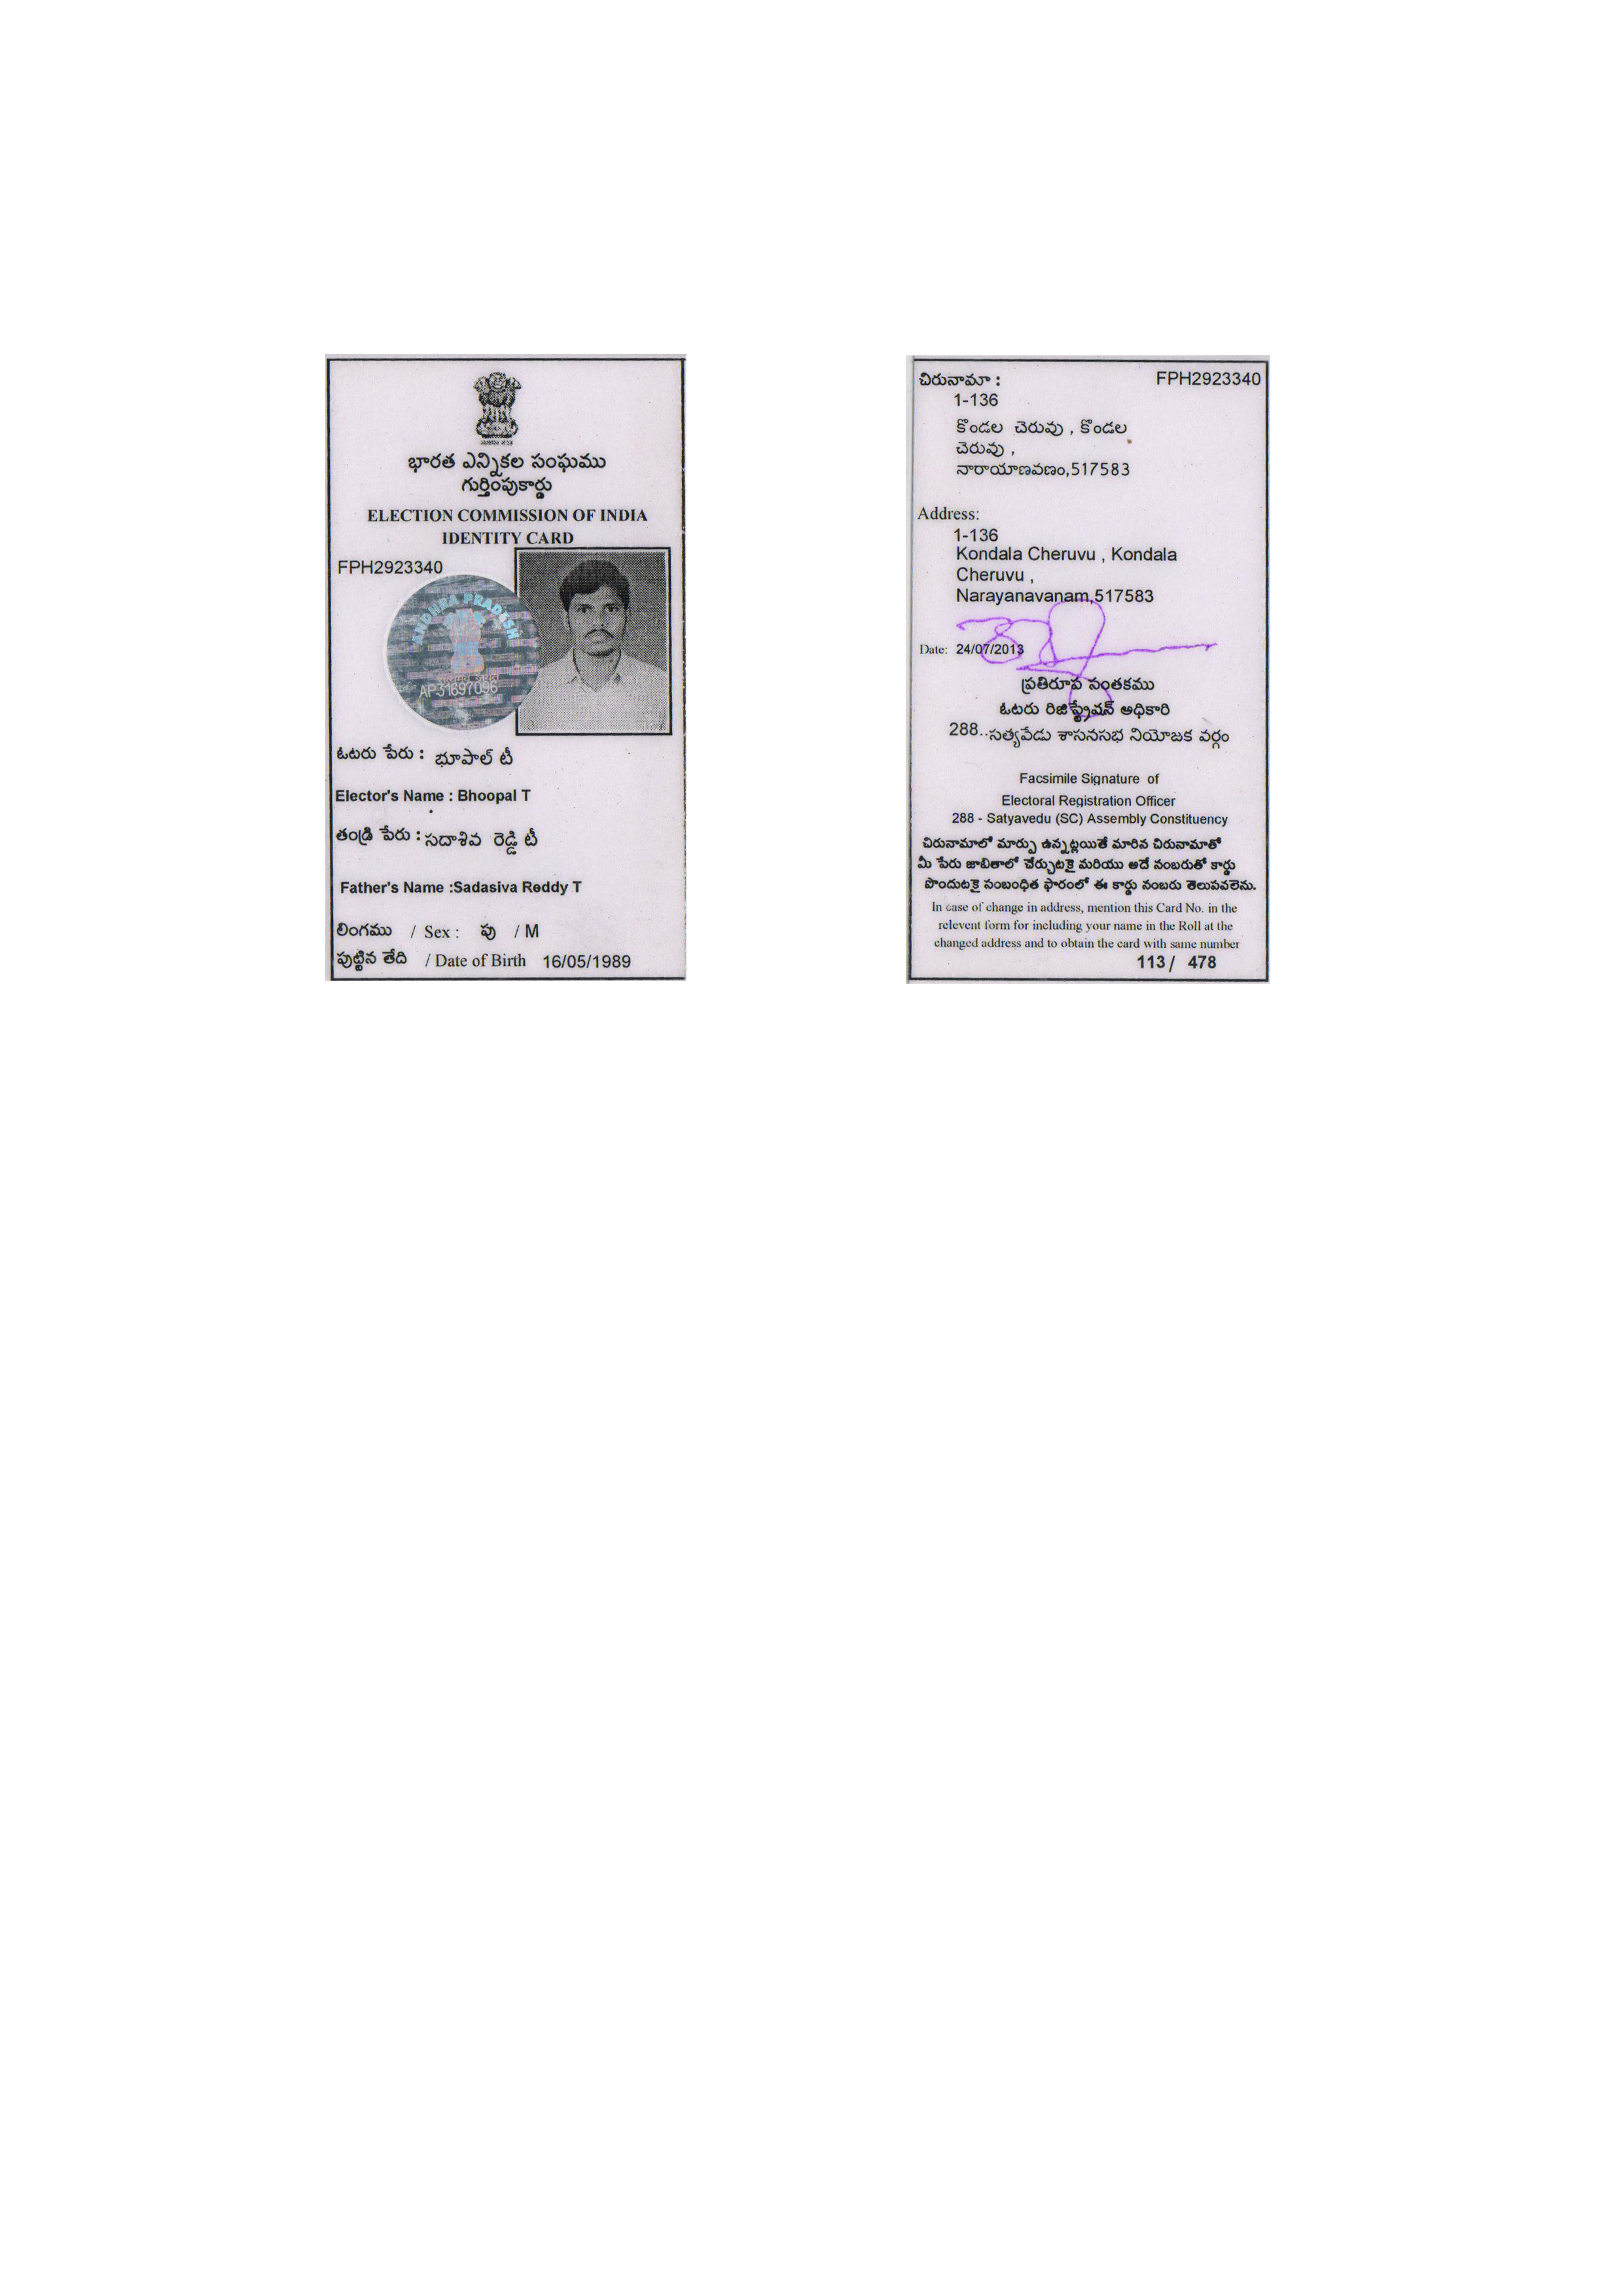 భారత ఎన్నికల సంఘము
గుర్తింపుకార్డు
ELECTION COMMISSION OF INDIA
IDENTITY CARD
FPH2923340
ANDHRA PRADESH
AP31697096
ఓటరు పేరు : భూపాల్ టీ
Elector's Name : Bhoopal T
తండ్రి పేరు : సదాశివ రెడ్డి టీ
Father's Name :Sadasiva Reddy T
లింగము / Sex : పు / M
పుట్టిన తేది / Date of Birth 16/05/1989
చిరునామా : FPH2923340
1-136
కొండల చెరువు , కొండల
చెరువు ,
నారాయాణవణం,517583
Address:
1-136
Kondala Cheruvu , Kondala
Cheruvu ,
Narayanavanam,517583
Date: 24/07/2013
ప్రతిరూప సంతకము
ఓటరు రిజిస్ట్రేషన్ అధికారి
288..సత్యవేడు శాసనసభ నియోజక వర్గం
Facsimile Signature of
Electoral Registration Officer
288 - Satyavedu (SC) Assembly Constituency
చిరునామాలో మార్పు ఉన్నట్లయితే మారిన చిరునామాతో
మీ పేరు జాబితాలో చేర్చుటకై మరియు అదే నంబరుతో కార్డు
పొందుటకై సంబంధిత ఫారంలో ఈ కార్డు నంబరు తెలుపవలెను.
In case of change in address, mention this Card No. in the
relevent form for including your name in the Roll at the
changed address and to obtain the card with same number
113 / 478